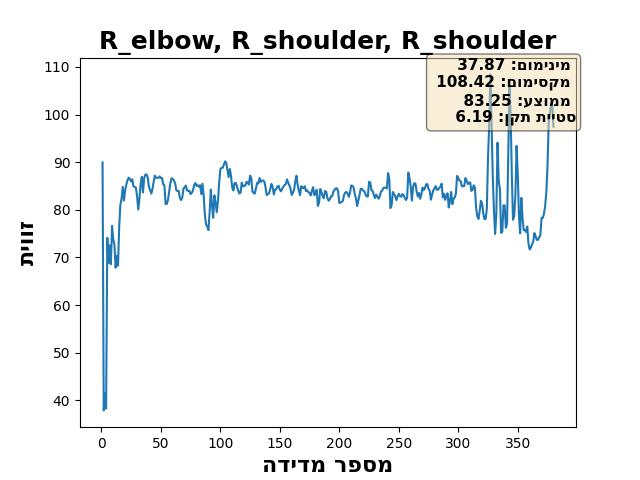 R_elbow, R_shoulder, R_shoulder
מינימום: 37.87
מקסימום: 108.42
ממוצע: 83.25
סטיית תקן: 6.19
110
100
90
80
70
60
50
40
זווית
0 50 100 150 200 250 300 350
מספר מדידה